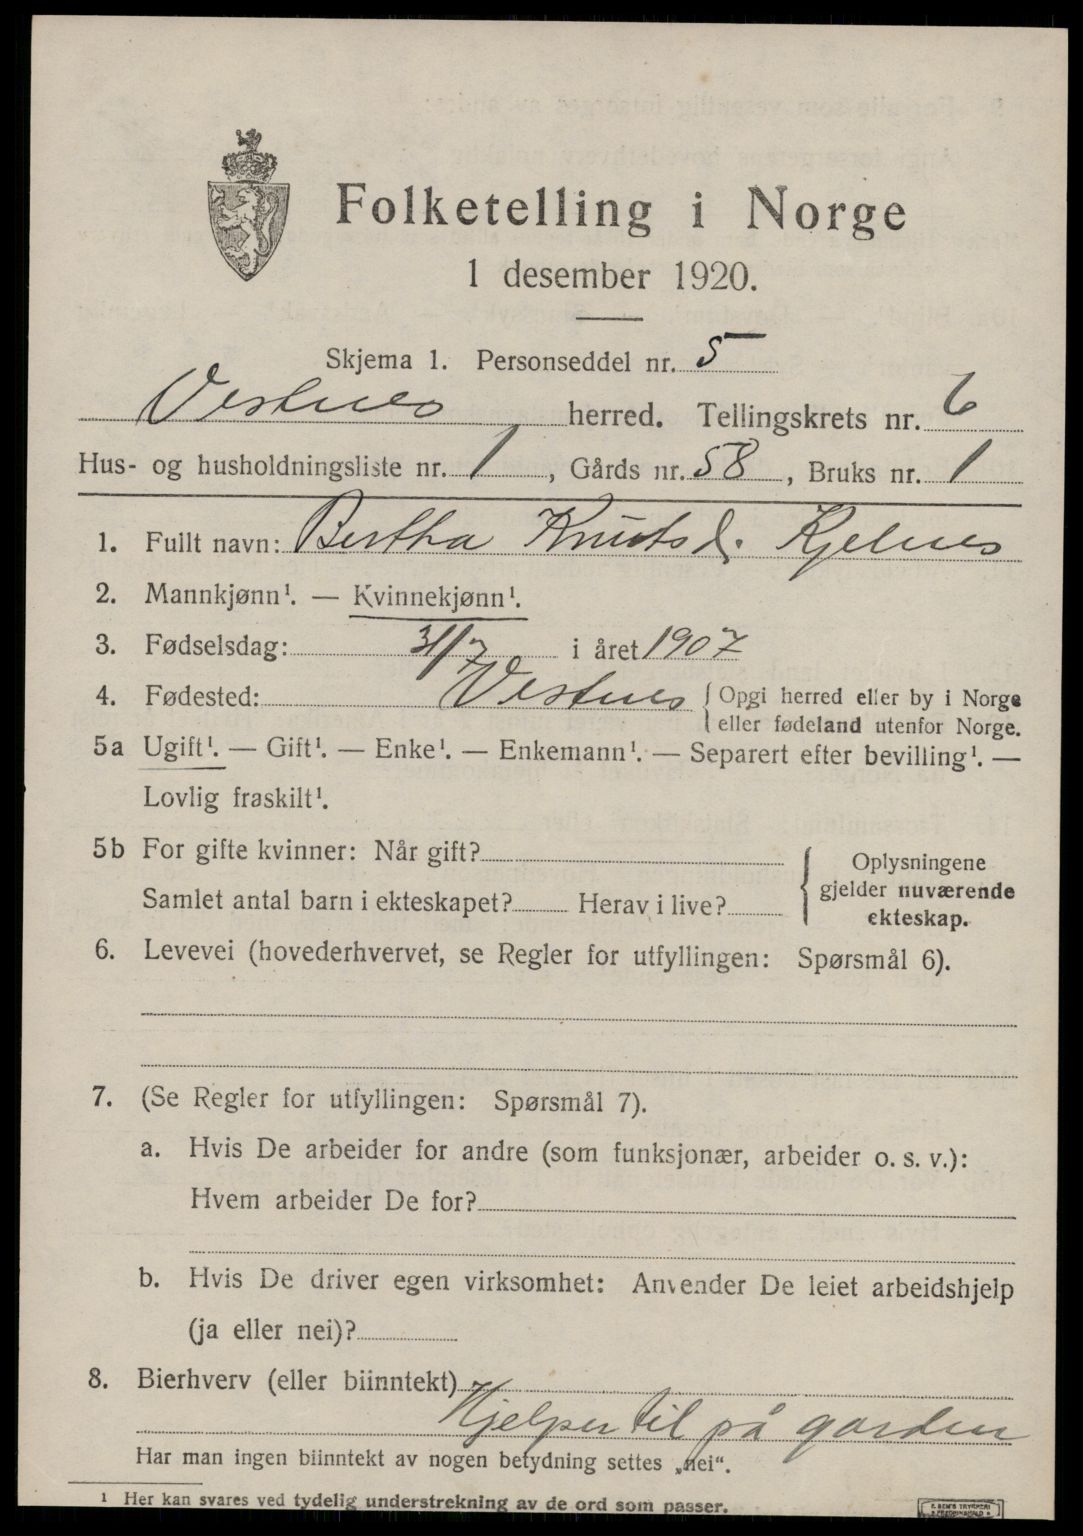 Folketelling i Norge
1 desember 1920.
Skjema 1. Personseddel nr. 5
Vestnes herred. Tellingskrets nr. 6
Hus- og husholdningsliste nr. 1, Gårds nr. 58, Bruks nr. 1
1. Fullt navn: Bertha Knutsd. Kjelnes
2. Mannkjønn¹. — Kvinnekjønn¹.
3. Fødselsdag: 31/7 i året 1907
4. Fødested: Vestnes { Opgi herred eller by i Norge
eller fødeland utenfor Norge.
5a Ugift¹. — Gift¹. — Enke¹. — Enkemann¹. — Separert efter bevilling¹. —
Lovlig fraskilt¹.
5b For gifte kvinner: Når gift? { Oplysningene
gjelder nuværende
Samlet antal barn i ekteskapet? Herav i live?
ekteskap.
6. Levevei (hovederhvervet, se Regler for utfyllingen: Spørsmål 6).
7. (Se Regler for utfyllingen: Spørsmål 7).
a. Hvis De arbeider for andre (som funksjonær, arbeider o. s. v.):
Hvem arbeider De for?
b. Hvis De driver egen virksomhet: Anvender De leiet arbeidshjelp
(ja eller nei)?
8. Bierhverv (eller biinntekt)
Hjelper til på garden
Har man ingen biinntekt av nogen betydning settes „nei".
¹ Her kan svares ved tydelig understrekning av de ord som passer.